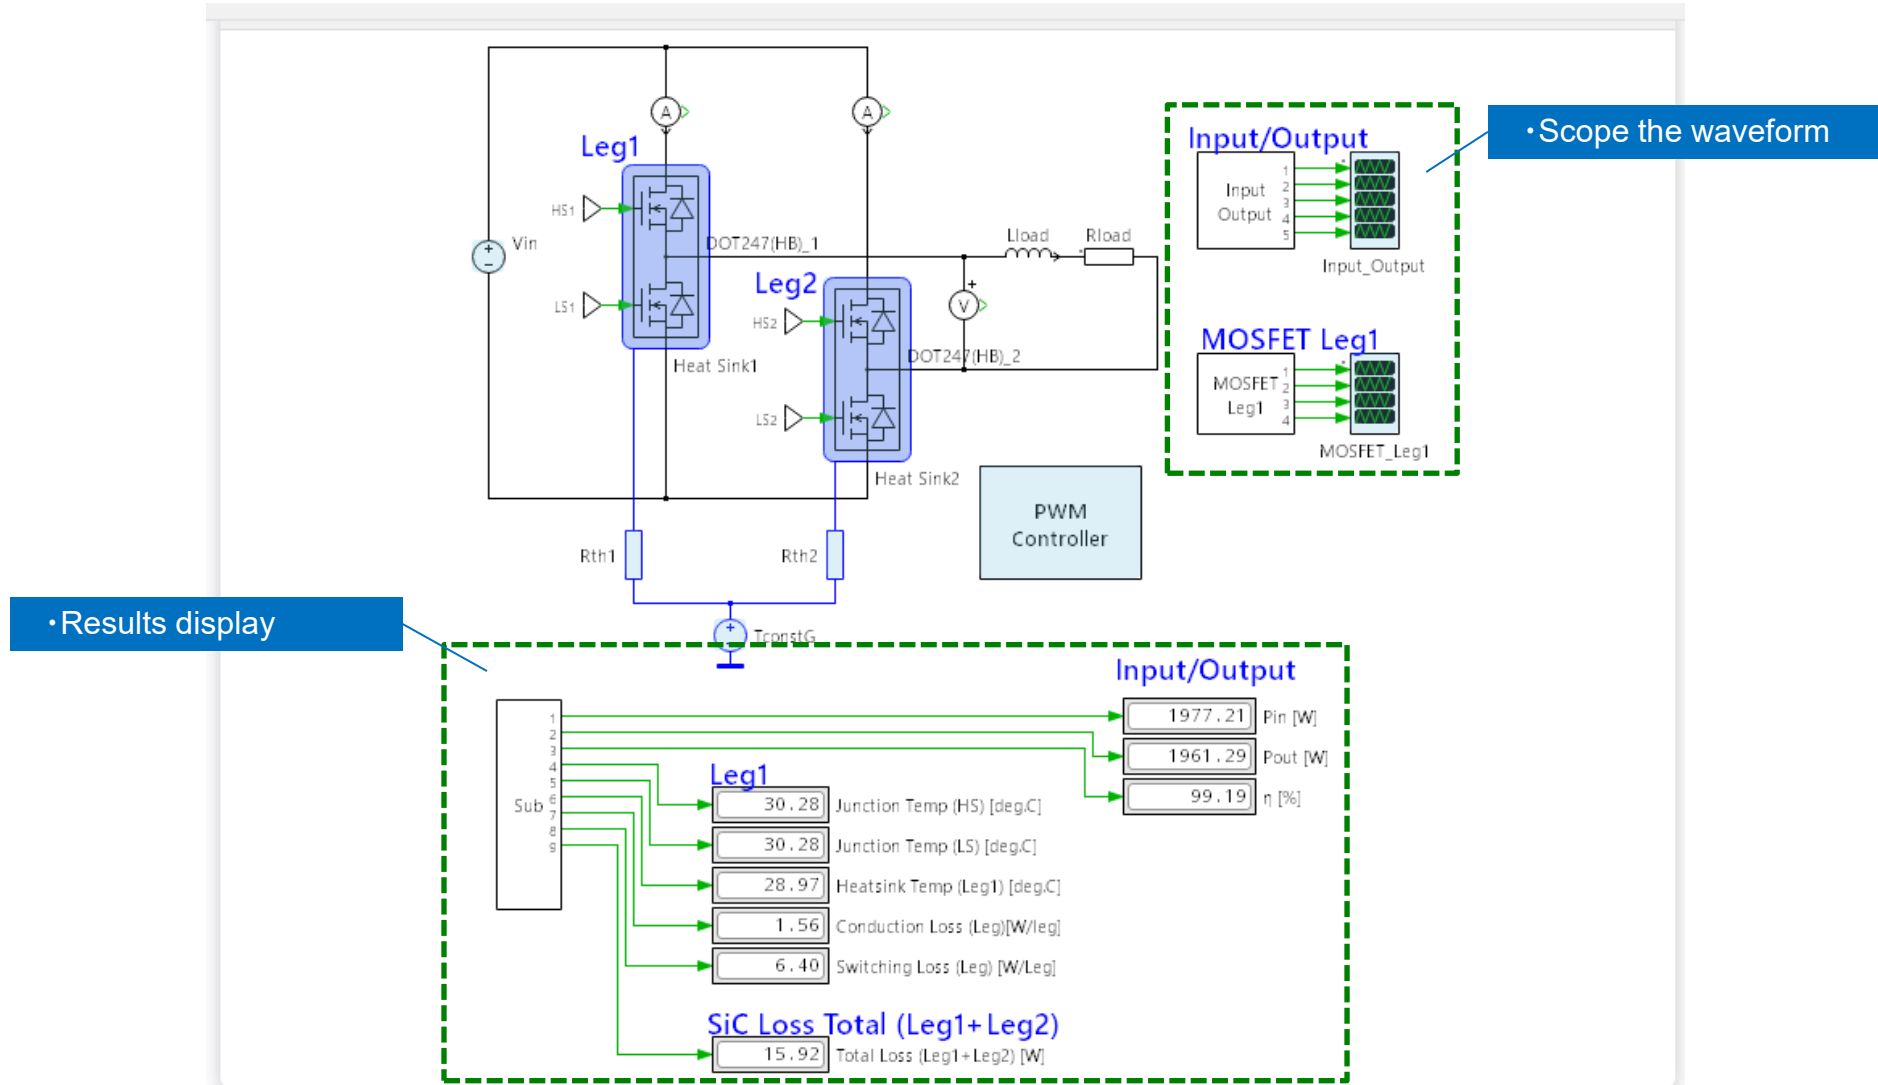 A
A
Leg1
HS1
Vin
LS1
DOT247(HB)_1
Heat Sink1
Leg2
HS2
LS2
DOT247(HB)_2
Heat Sink2
Lload
Rload
V
Input/Output
Input
Output
1
2
3
4
5
Input_Output
・Scope the waveform
MOSFET Leg1
MOSFET
Leg1
1
2
3
4
MOSFET_Leg1
PWM
Controller
Rth1
Rth2
TconstG
・Results display
Sub
1
2
3
4
5
6
7
8
9
Input/Output
1977.21 Pin [W]
1961.29 Pout [W]
99.19 η [%]
Leg1
30.28 Junction Temp (HS) [deg.C]
30.28 Junction Temp (LS) [deg.C]
28.97 Heatsink Temp (Leg1) [deg.C]
1.56 Conduction Loss (Leg)[W/leg]
6.40 Switching Loss (Leg) [W/Leg]
SiC Loss Total (Leg1+Leg2)
15.92 Total Loss (Leg1+Leg2) [W]